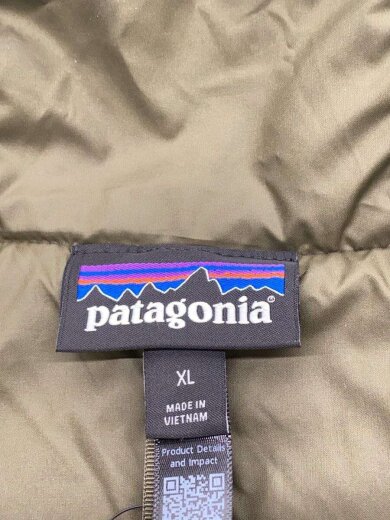 patagonia®
XL
MADE IN
VIETNAM
Product Details
and Impact